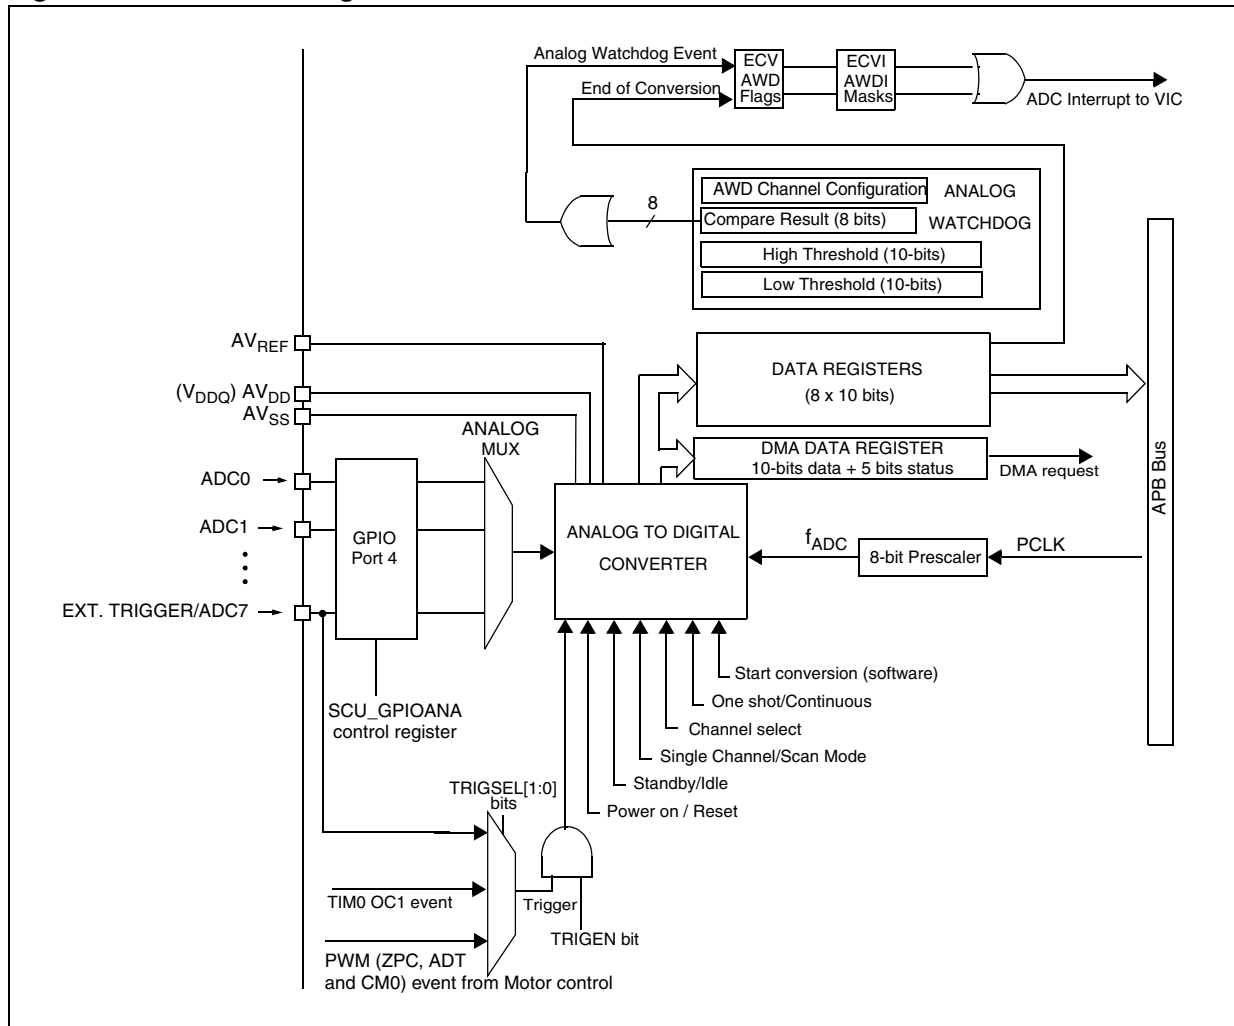 Analog Watchdog Event
End of Conversion
ECV
AWD
Flags
ECVI
AWDI
Masks
ADC Interrupt to VIC
8
AWD Channel Configuration
ANALOG
Compare Result (8 bits)
WATCHDOG
High Threshold (10-bits)
Low Threshold (10-bits)
AVREF
(VDDQ) AVDD
AVSS
ADC0
ADC1
EXT. TRIGGER/ADC7
GPIO
Port 4
ANALOG
MUX
DATA REGISTERS
(8 x 10 bits)
DMA DATA REGISTER
10-bits data + 5 bits status
DMA request
APB Bus
ANALOG TO DIGITAL
CONVERTER
fADC
8-bit Prescaler
PCLK
SCU_GPIOANA
control register
Start conversion (software)
One shot/Continuous
Channel select
Single Channel/Scan Mode
Standby/Idle
Power on / Reset
TRIGSEL[1:0]
bits
TIM0 OC1 event
Trigger
TRIGEN bit
PWM (ZPC, ADT
and CM0) event from Motor control